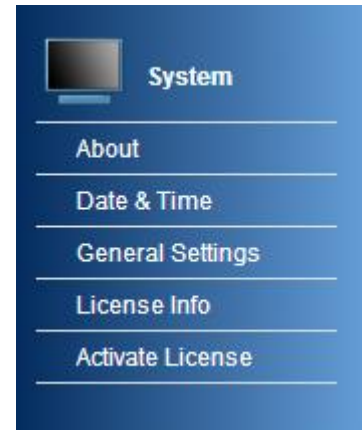 System
About
Date & Time
General Settings
License Info
Activate License